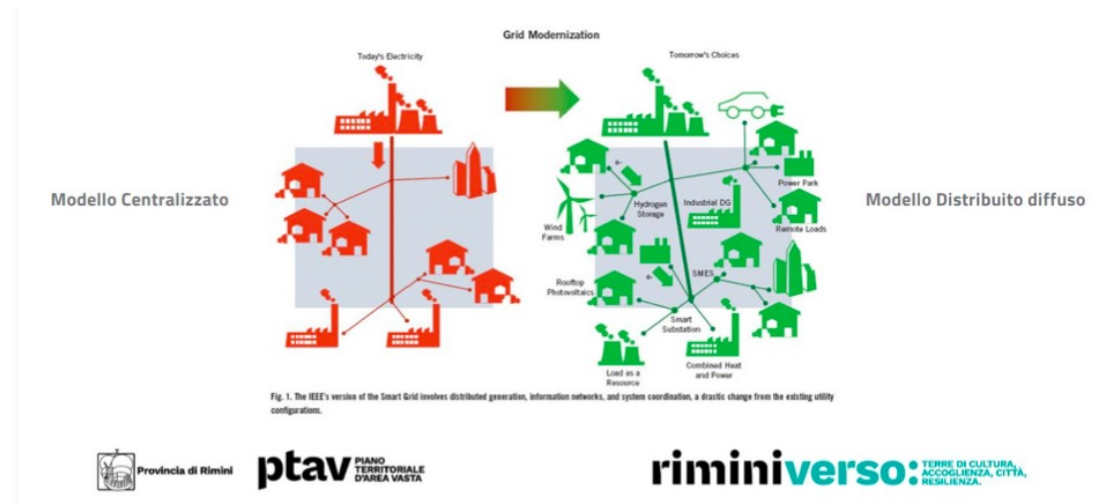 Grid Modernization
Today's Electricity
Tomorrow's Choices
Modello Centralizzato
Modello Distribuito diffuso
Power Park
Hydrogen
Storage
Industrial DG
Wind
Farms
Remote Loads
Rooftop
Photovoltaics
SMES
Smart
Substation
Load as a
Resource
Combined Heat
and Power
Fig. 1. The IEEE's version of the Smart Grid involves distributed generation, information networks, and system coordination, a drastic change from the existing utility
configurations.
Provincia di Rimini
ptav
PIANO
TERRITORIALE
D'AREA VASTA
riminiverso:
TERRE DI CULTURA,
ACCOGLIENZA, CITTÀ,
RESILIENZA.